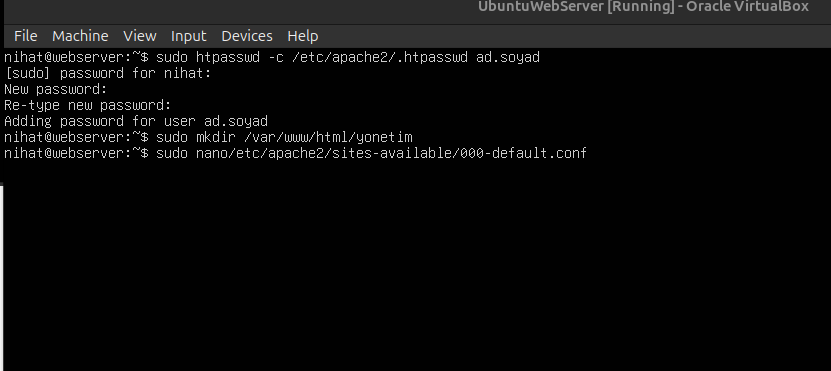 UbuntuWebServer [Running] - Oracle VirtualBox
File Machine View Input Devices Help
nihat@webserver:~$ sudo htpasswd -c /etc/apache2/.htpasswd ad.soyad
[sudo] password for nihat:
New password:
Re-type new password:
Adding password for user ad.soyad
nihat@webserver:~$ sudo mkdir /var/www/html/yonetim
nihat@webserver:~$ sudo nano/etc/apache2/sites-available/000-default.conf